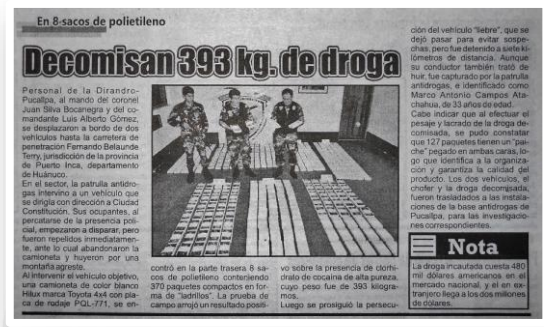 En 8 sacos de polietileno
Decomisan 393 kg. de droga
Personal de la Dirandro-
Pucallpa, al mando del coronel
Juan Silva Bocanegra y del co-
mandante Luis Alberto Gómez,
se desplazaron a bordo de dos
vehículos hasta la carretera de
penetración Fernando Belaunde
Terry, jurisdicción de la provincia
de Puerto Inca, departamento
de Huánuco.
En el sector, la patrulla antidro-
gas intervino a un vehículo que
se dirigía con dirección a Ciudad
Constitución. Sus ocupantes, al
percatarse de la presencia poli-
cial, empezaron a disparar, pero
fueron repelidos inmediatamen-
te, ante lo cual abandonaron la
camioneta y huyeron por una
montaña agreste.
Al intervenir el vehículo objetivo,
una camioneta de color blanco
Hilux marca Toyota 4x4 con pla-
ca de rodaje PQL-771, se en-
contró en la parte trasera 8 sa-
cos de polietileno conteniendo
370 paquetes compactos en for-
ma de "ladrillos". La prueba de
campo arrojó un resultado positi-
vo sobre la presencia de clorhi-
drato de cocaína de alta pureza,
cuyo peso fue de 393 kilogra-
mos.
Luego se prosiguió la persecu-
ción del vehículo "liebre", que se
dejó pasar para evitar sospe-
chas, pero fue detenido a siete ki-
lómetros de distancia. Aunque
su conductor también trató de
huir, fue capturado por la patrulla
antidrogas, e identificado como
Marco Antonio Campos Ata-
chahua, de 33 años de edad.
Cabe indicar que al efectuar el
pesaje y lacrado de la droga de-
comisada, se pudo constatar
que 127 paquetes tienen un "pai-
che" pegado en ambas caras, lo-
go que identifica a la organiza-
ción y garantiza la calidad del
producto. Los dos vehículos, el
chofer y la droga decomisada,
fueron trasladados a las instala-
ciones de la base antidrogas de
Pucallpa, para las investigacio-
nes correspondientes.
Nota
La droga incautada cuesta 480
mil dólares americanos en el
mercado nacional, y el en ex-
tranjero llega a los dos millones
de dólares.